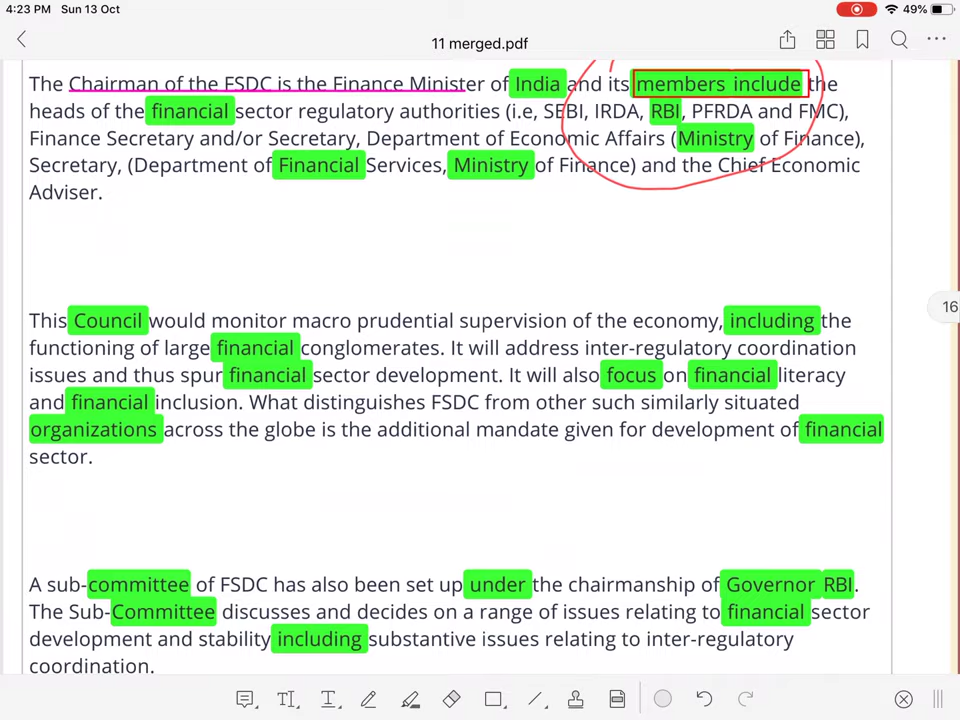 4:23 PM Sun 13 Oct
49%
11 merged.pdf
The Chairman of the FSDC is the Finance Minister of India and its members include the
heads of the financial sector regulatory authorities (i.e, SEBI, IRDA, RBI, PFRDA and FMC),
Finance Secretary and/or Secretary, Department of Economic Affairs (Ministry of Finance),
Secretary, (Department of Financial Services, Ministry of Finance) and the Chief Economic
Adviser.
This Council would monitor macro prudential supervision of the economy, including the
functioning of large financial conglomerates. It will address inter-regulatory coordination
issues and thus spur financial sector development. It will also focus on financial literacy
and financial inclusion. What distinguishes FSDC from other such similarly situated
organizations across the globe is the additional mandate given for development of financial
sector.
16
A sub-committee of FSDC has also been set up under the chairmanship of Governor RBI.
The Sub-Committee discusses and decides on a range of issues relating to financial sector
development and stability including substantive issues relating to inter-regulatory
coordination.